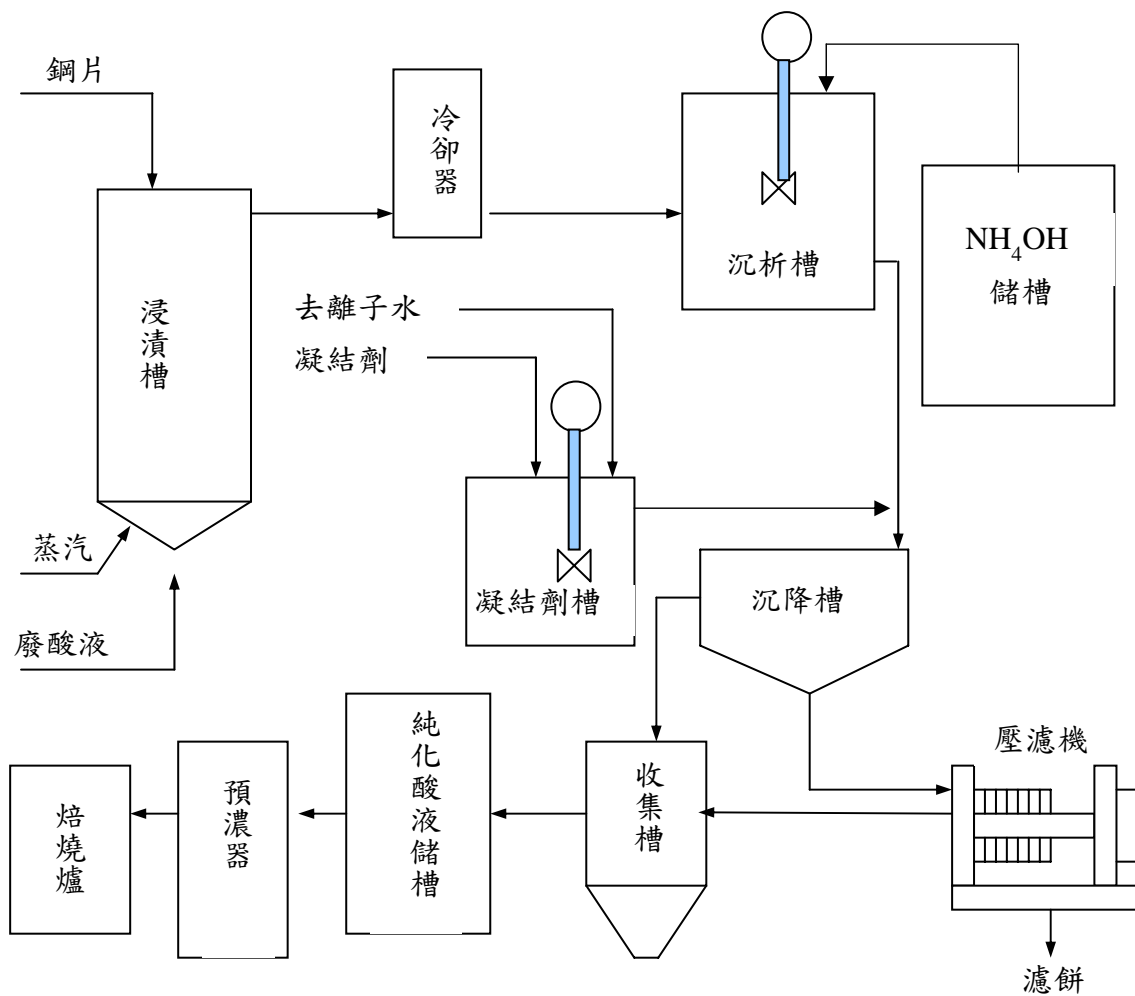 鋼片
冷卻器
沉析槽
NH4OH
儲槽
浸漬槽
去離子水
凝結劑
蒸汽
凝結劑槽
沉降槽
廢酸液
純化酸液儲槽
壓濾機
收集槽
預濃器
焙燒爐
濾餅